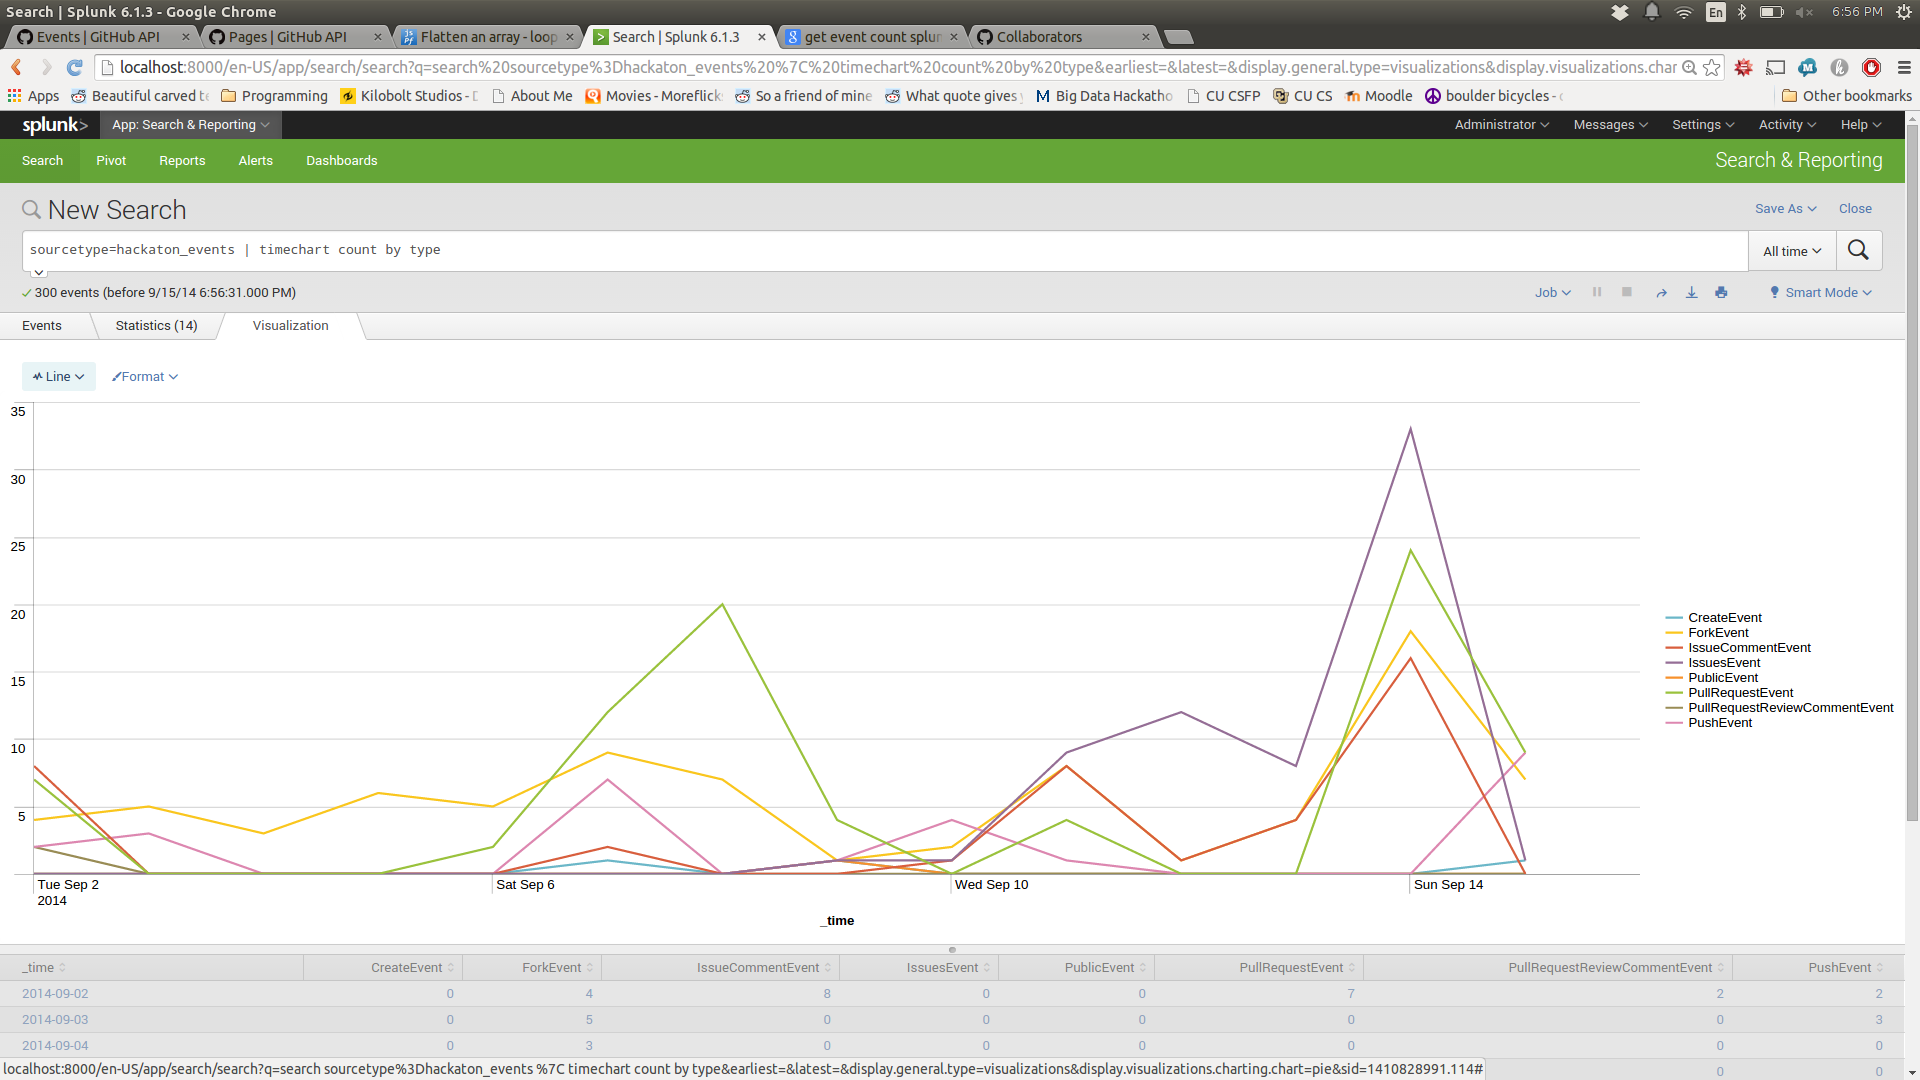 Search | Splunk 6.1.3 - Google Chrome
En
6:56 PM
Events | GitHub API
Pages | GitHub API
Flatten an array - loop
Search | Splunk 6.1.3
get event count splun
Collaborators
localhost:8000/en-US/app/search/search?q=search%20sourcetype%3Dhackaton_events%20%7C%20timechart%20count%20by%20type&earliest=&latest=&display.general.type=visualizations&display.visualizations.char
Apps
Beautiful carved te
Programming
Kilobolt Studios - D
About Me
Movies - Moreflick
So a friend of mine
What quote gives y
Big Data Hackatho
CU CSFP
CU CS
Moodle
boulder bicycles - c
Other bookmarks
splunk>
App: Search & Reporting
Administrator
Messages
Settings
Activity
Help
Search
Pivot
Reports
Alerts
Dashboards
Search & Reporting
New Search
Save As
Close
sourcetype=hackaton_events | timechart count by type
All time
300 events (before 9/15/14 6:56:31.000 PM)
Job
Smart Mode
Events
Statistics (14)
Visualization
Line
Format
35
30
25
20
15
10
5
Tue Sep 2
2014
Sat Sep 6
Wed Sep 10
Sun Sep 14
_time
CreateEvent
ForkEvent
IssueCommentEvent
IssuesEvent
PublicEvent
PullRequestEvent
PullRequestReviewCommentEvent
PushEvent
_time CreateEvent ForkEvent IssueCommentEvent IssuesEvent PublicEvent PullRequestEvent PullRequestReviewCommentEvent PushEvent
2014-09-02 0 4 8 0 0 7 2 2
2014-09-03 0 5 0 0 0 0 0 3
2014-09-04 0 3 0 0 0 0 0 0
0 0
localhost:8000/en-US/app/search/search?q=search sourcetype%3Dhackaton_events %7C timechart count by type&earliest=&latest=&display.general.type=visualizations&display.visualizations.charting.chart=pie&sid=1410828991.114#